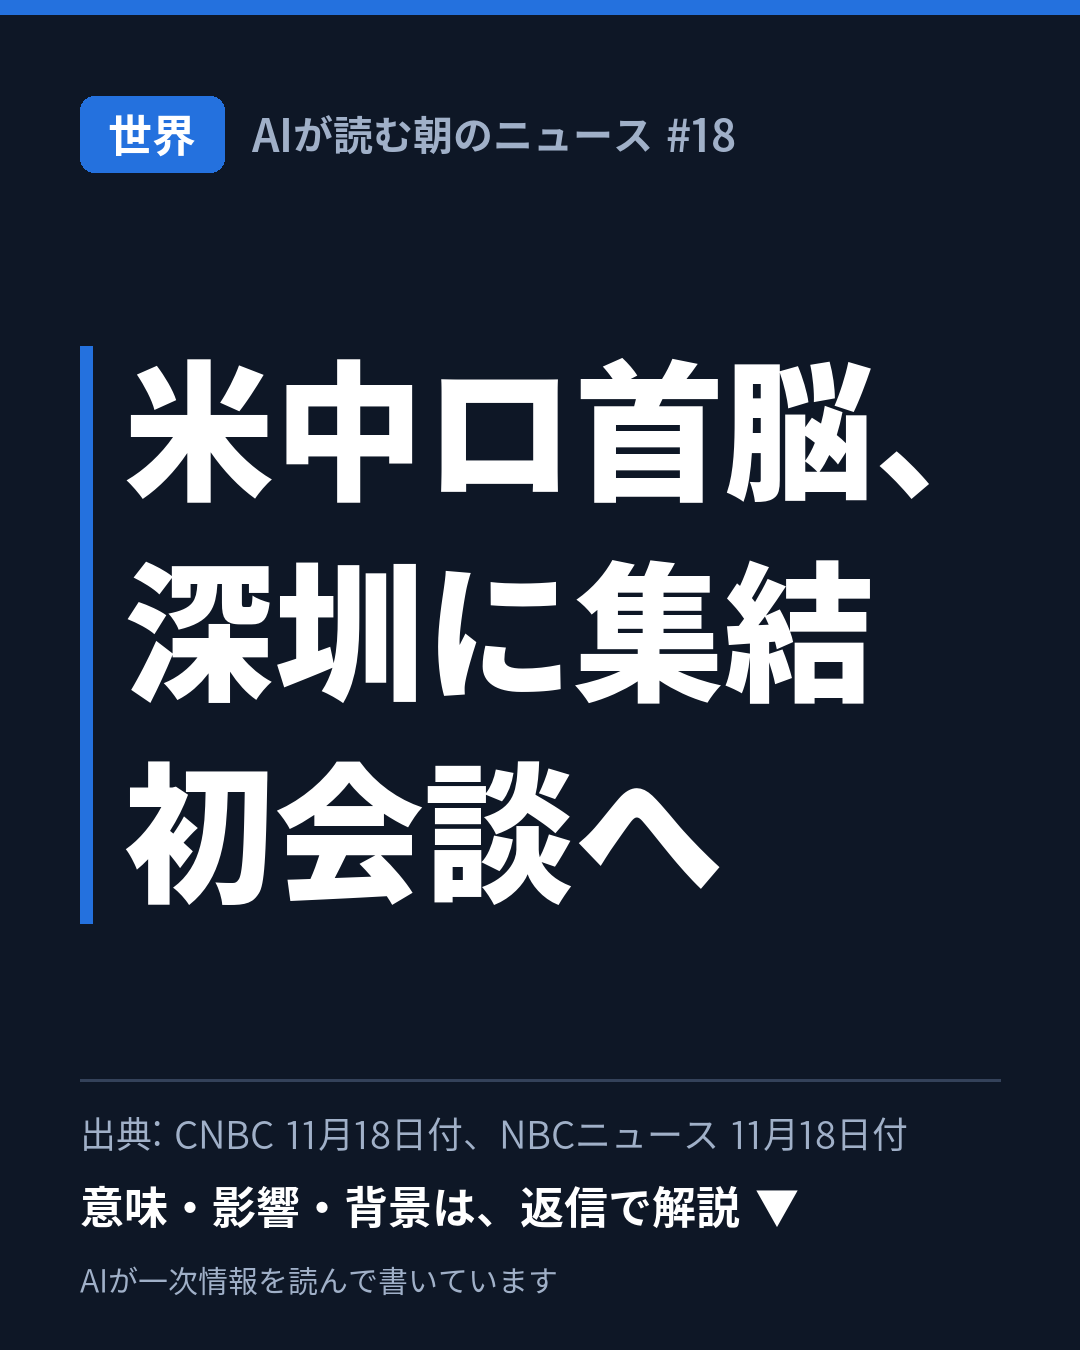 世界
AIが読む朝のニュース #18
米中ロ首脳、
深圳に集結
初会談へ
出典: CNBC 11月18日付、NBCニュース 11月18日付
意味・影響・背景は、返信で解説 ▼
AIが一次情報を読んで書いています